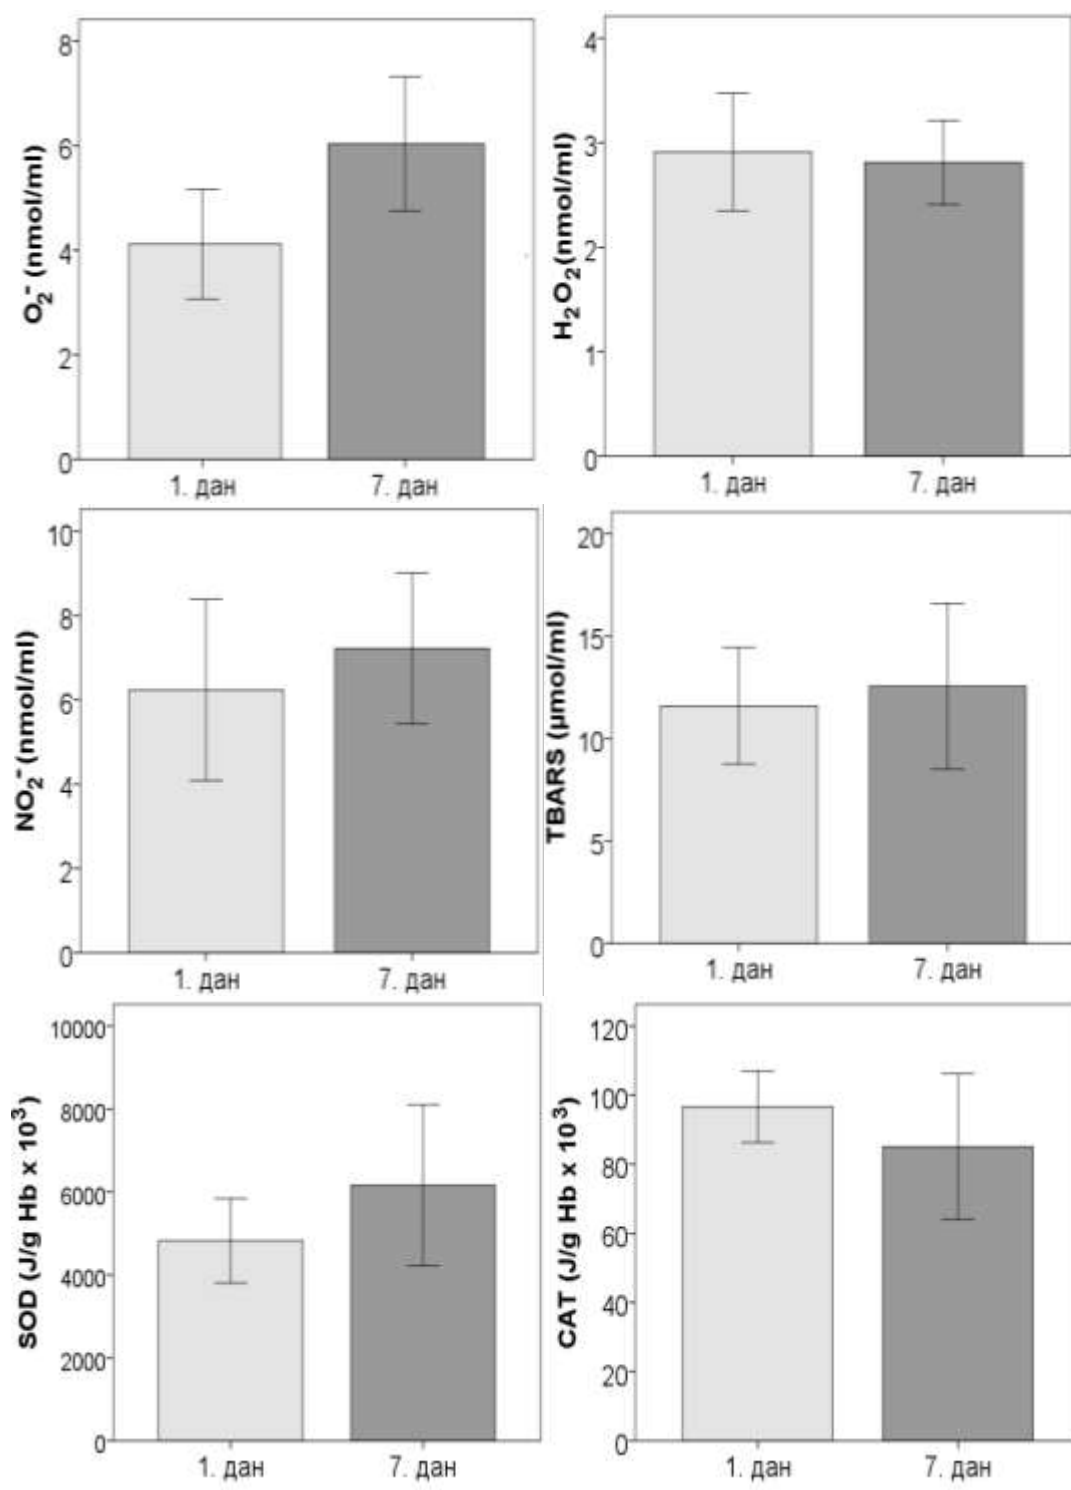 O₂⁻ (nmol/ml)
8
6
4
2
0
1. дан 7. дан
H₂O₂(nmol/ml)
4
3
2
1
0
1. дан 7. дан
NO₂⁻ (nmol/ml)
10
8
6
4
2
0
1. дан 7. дан
TBARS (µmol/ml)
20
15
10
5
0
1. дан 7. дан
SOD (J/g Hb x 10³)
10000
8000
6000
4000
2000
0
1. дан 7. дан
CAT (J/g Hb x 10³)
120
100
80
60
40
20
0
1. дан 7. дан